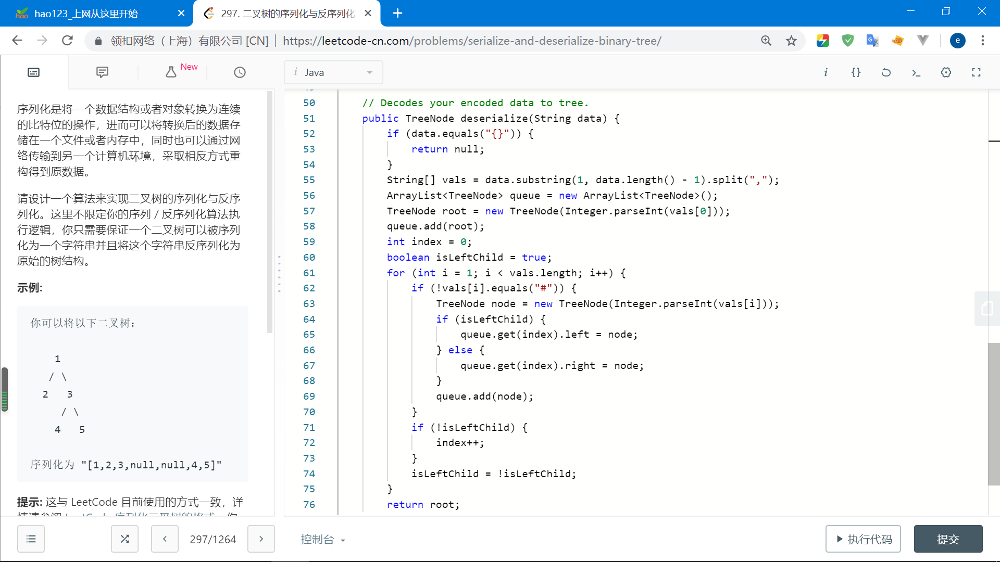 hao123_上网从这里开始
297. 二叉树的序列化与反序列化
领扣网络（上海）有限公司 [CN] | https://leetcode-cn.com/problems/serialize-and-deserialize-binary-tree/
e
New
i Java
序列化是将一个数据结构或者对象转换为连续
的比特位的操作，进而可以将转换后的数据存
储在一个文件或者内存中，同时也可以通过网
络传输到另一个计算机环境，采取相反方式重
构得到原数据。
请设计一个算法来实现二叉树的序列化与反序
列化。这里不限定你的序列 / 反序列化算法执
行逻辑，你只需要保证一个二叉树可以被序列
化为一个字符串并且将这个字符串反序列化为
原始的树结构。
示例:
你可以将以下二叉树：
1
/ \
2 3
/ \
4 5
序列化为 "[1,2,3,null,null,4,5]"
提示: 这与 LeetCode 目前使用的方式一致，详
情请参阅 LeetCode 序列化二叉树的格式。你
50 // Decodes your encoded data to tree.
51 public TreeNode deserialize(String data) {
52 if (data.equals("{}")) {
53 return null;
54 }
55 String[] vals = data.substring(1, data.length() - 1).split(",");
56 ArrayList<TreeNode> queue = new ArrayList<TreeNode>();
57 TreeNode root = new TreeNode(Integer.parseInt(vals[0]));
58 queue.add(root);
59 int index = 0;
60 boolean isLeftChild = true;
61 for (int i = 1; i < vals.length; i++) {
62 if (!vals[i].equals("#")) {
63 TreeNode node = new TreeNode(Integer.parseInt(vals[i]));
64 if (isLeftChild) {
65 queue.get(index).left = node;
66 } else {
67 queue.get(index).right = node;
68 }
69 queue.add(node);
70 }
71 if (!isLeftChild) {
72 index++;
73 }
74 isLeftChild = !isLeftChild;
75 }
76 return root;
297/1264
控制台
执行代码
提交